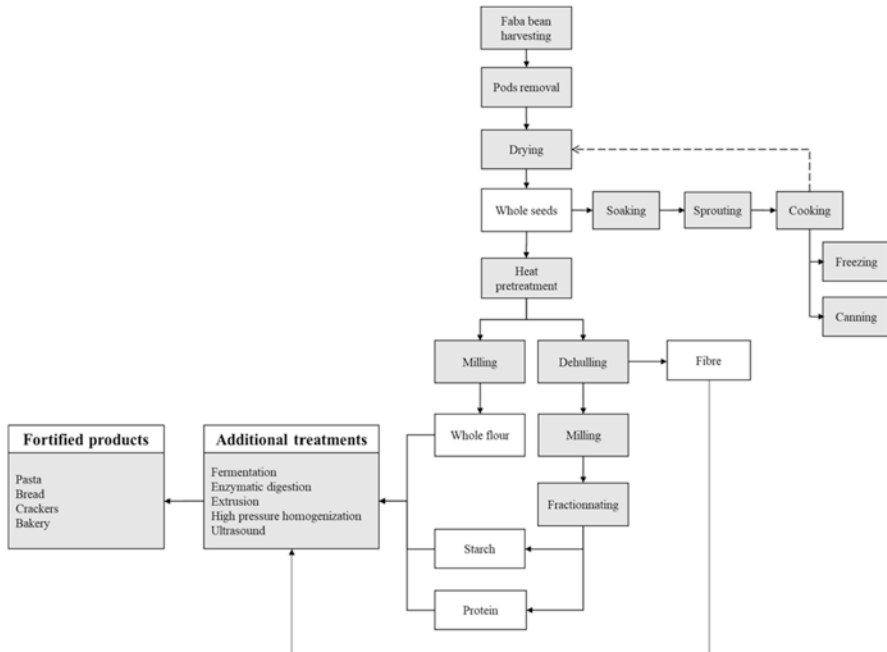 Faba bean
harvesting
Pods removal
Drying
Whole seeds
Soaking
Sprouting
Cooking
Freezing
Heat
pretreatment
Canning
Milling
Dehulling
Fibre
Whole flour
Milling
Fortified products
Pasta
Bread
Crackers
Bakery
Additional treatments
Fermentation
Enzymatic digestion
Extrusion
High pressure homogenization
Ultrasound
Fractionnating
Starch
Protein